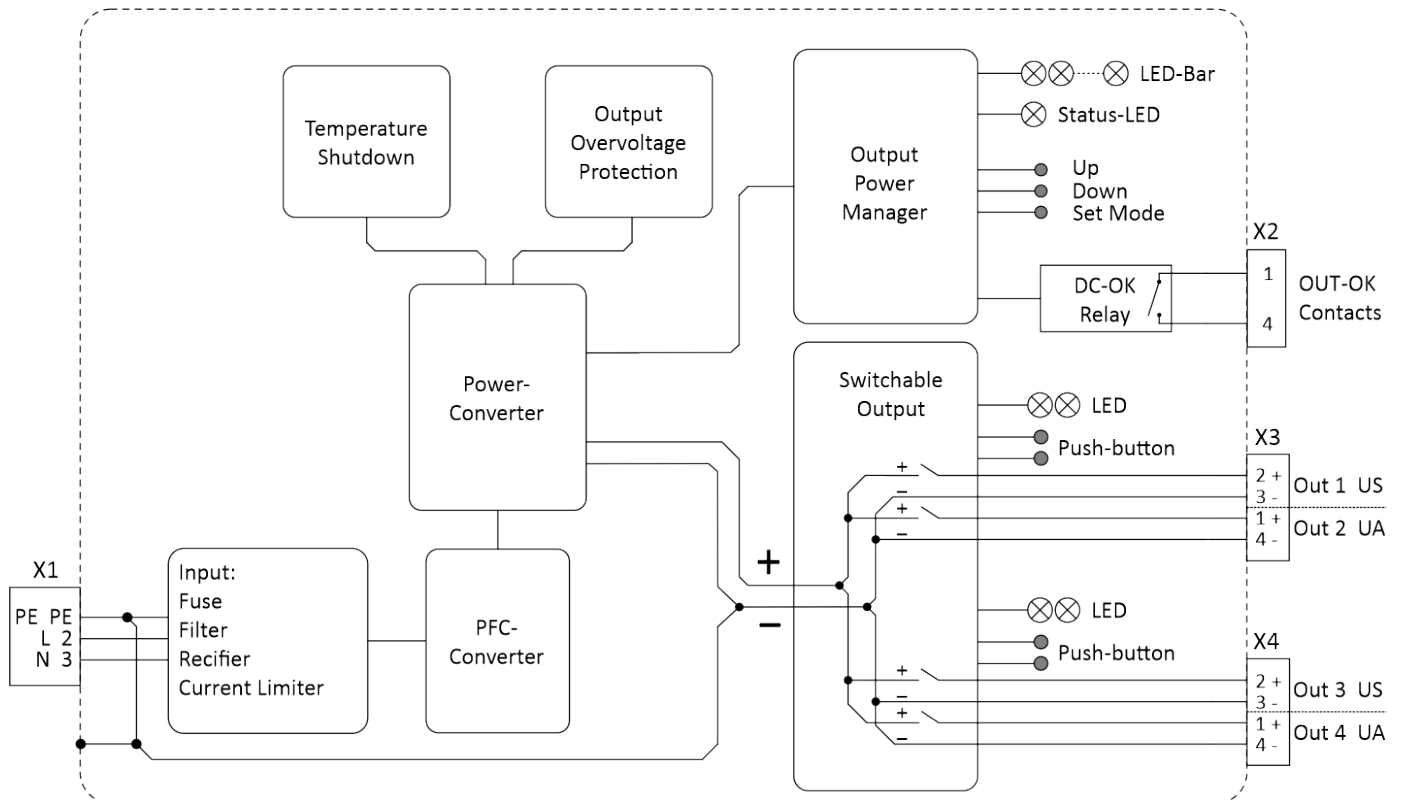 Temperature
Shutdown
Output
Overvoltage
Protection
Output
Power
Manager
LED-Bar
Status-LED
Up
Down
Set Mode
DC-OK
Relay
X2
1
4
OUT-OK
Contacts
Power-
Converter
Switchable
Output
LED
Push-button
X3
+
2 +
Out 1 US
−
3 -
+
1 +
Out 2 UA
−
4 -
X1
PE PE
L 2
N 3
Input:
Fuse
Filter
Recifier
Current Limiter
PFC-
Converter
+
−
LED
Push-button
X4
+
2 +
Out 3 US
−
3 -
+
1 +
Out 4 UA
−
4 -